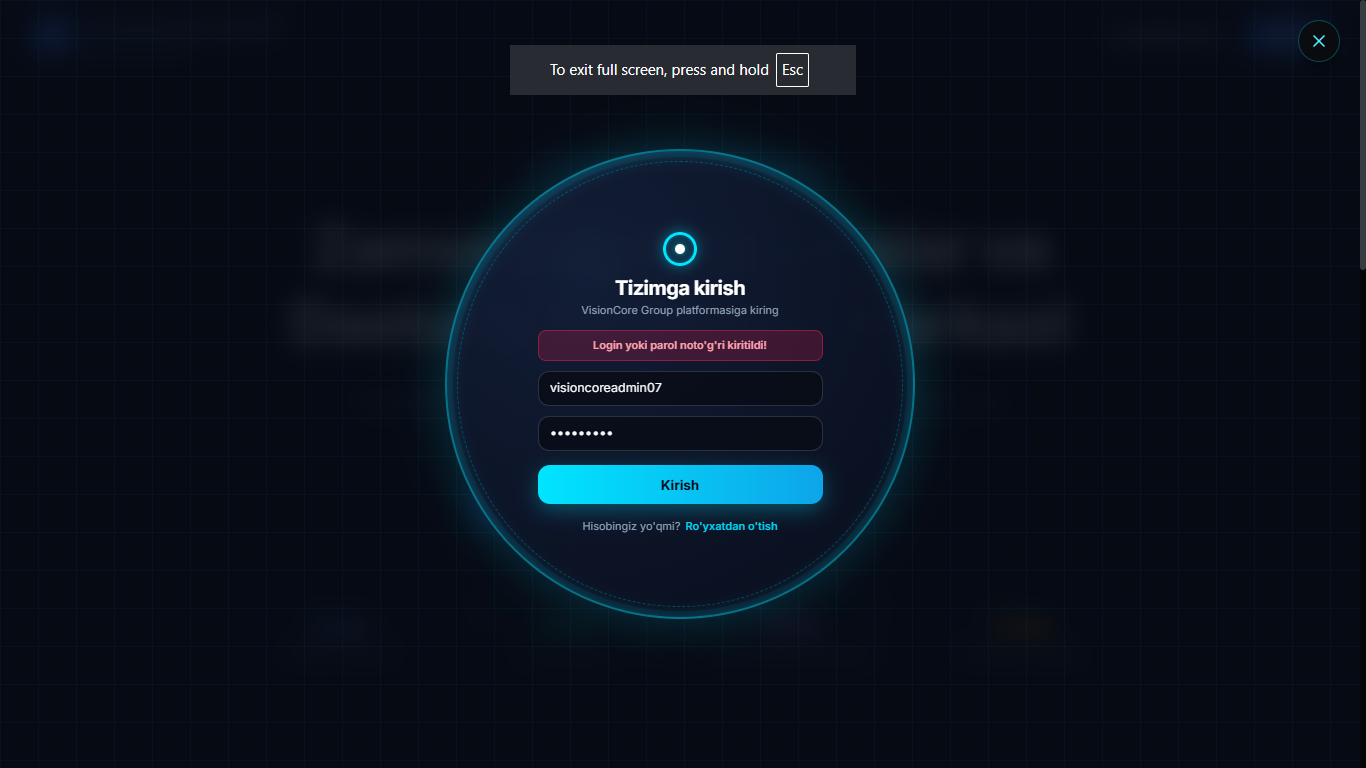 To exit full screen, press and hold Esc
Tizimga kirish
VisionCore Group platformasiga kiring
Login yoki parol noto'g'ri kiritildi!
visioncoreadmin07
•••••••••
Kirish
Hisobingiz yo'qmi? Ro'yxatdan o'tish